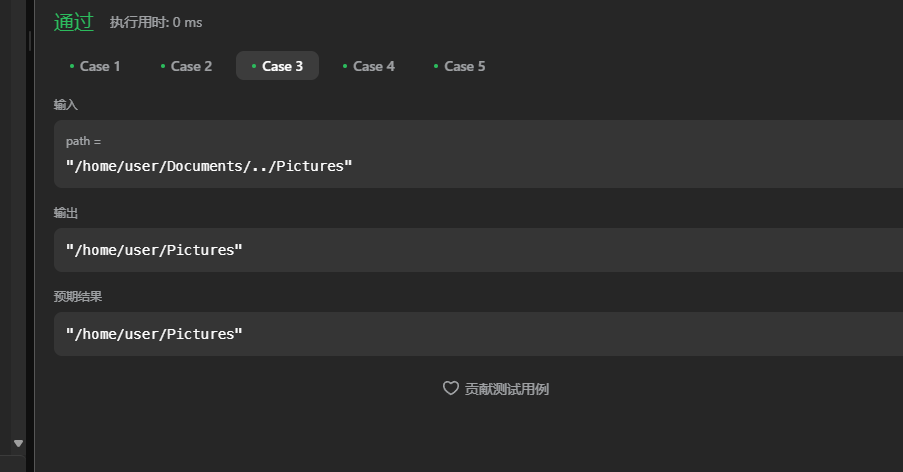 通过 执行用时: 0 ms
Case 1 Case 2 Case 3 Case 4 Case 5
输入
path =
"/home/user/Documents/../Pictures"
输出
"/home/user/Pictures"
预期结果
"/home/user/Pictures"
贡献测试用例